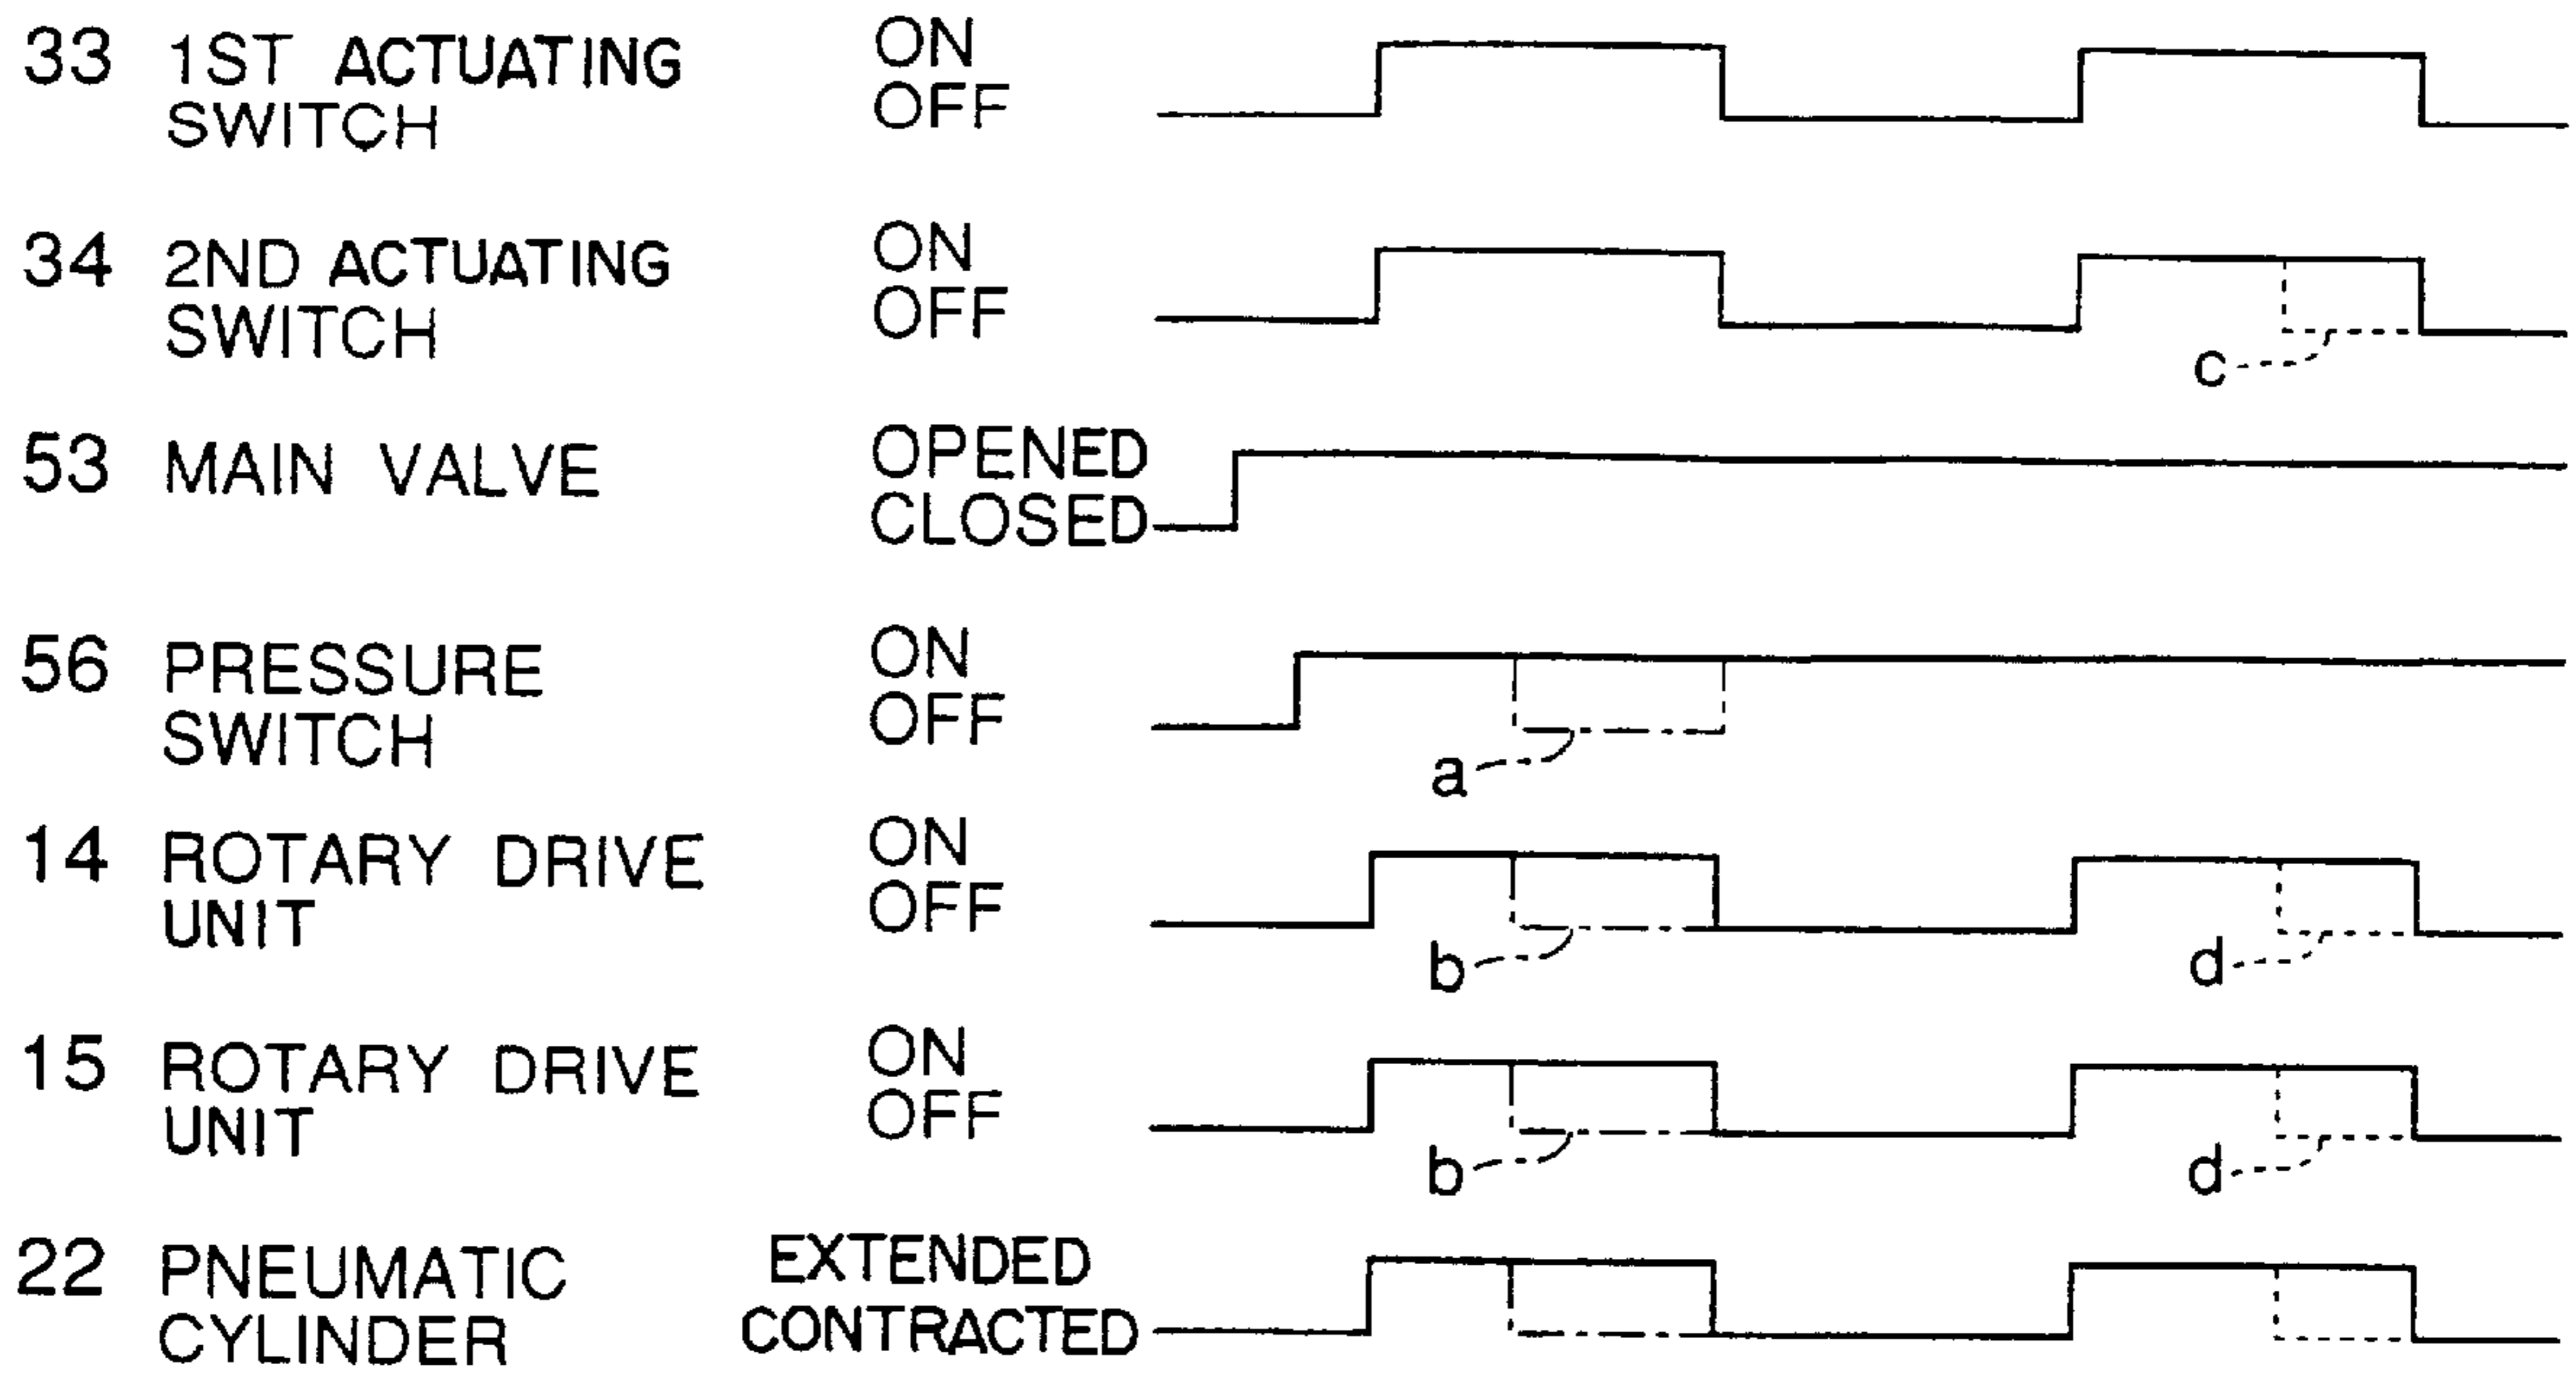 33 1ST ACTUATING SWITCH ON OFF
34 2ND ACTUATING SWITCH ON OFF
c
53 MAIN VALVE OPENED CLOSED
56 PRESSURE SWITCH ON OFF
a
14 ROTARY DRIVE UNIT ON OFF
b d
15 ROTARY DRIVE UNIT ON OFF
b d
22 PNEUMATIC CYLINDER EXTENDED CONTRACTED